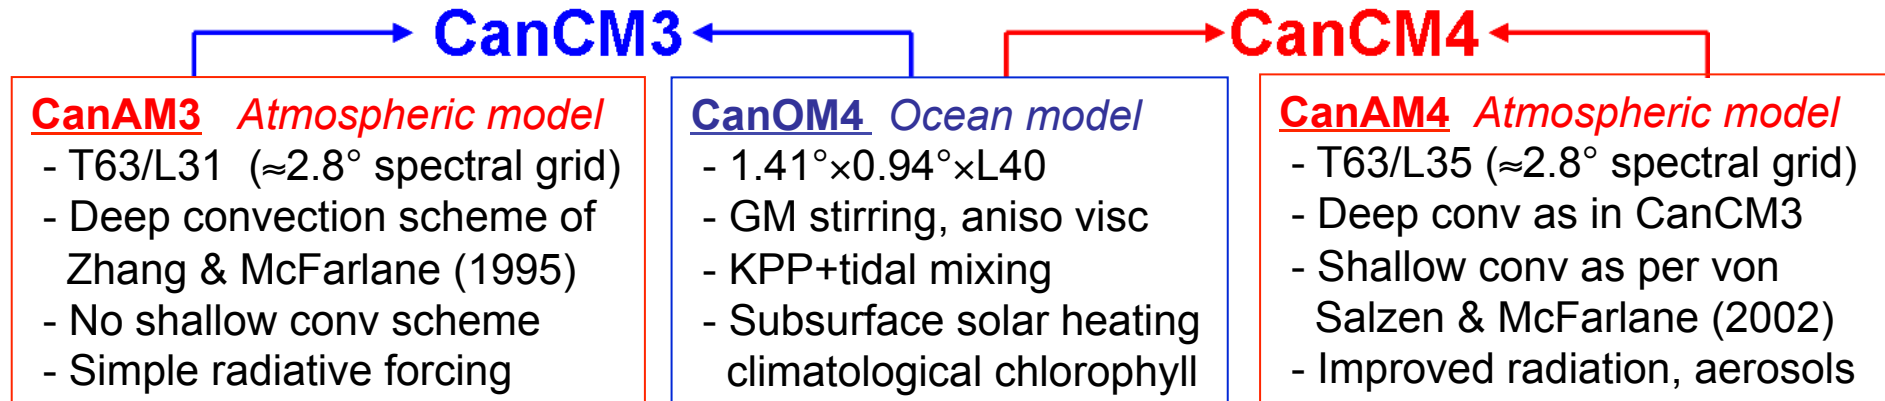 CanCM3
CanCM4
CanAM3 Atmospheric model
- T63/L31 (≈2.8° spectral grid)
- Deep convection scheme of
Zhang & McFarlane (1995)
- No shallow conv scheme
- Simple radiative forcing
CanOM4 Ocean model
- 1.41°×0.94°×L40
- GM stirring, aniso visc
- KPP+tidal mixing
- Subsurface solar heating
climatological chlorophyll
CanAM4 Atmospheric model
- T63/L35 (≈2.8° spectral grid)
- Deep conv as in CanCM3
- Shallow conv as per von
Salzen & McFarlane (2002)
- Improved radiation, aerosols